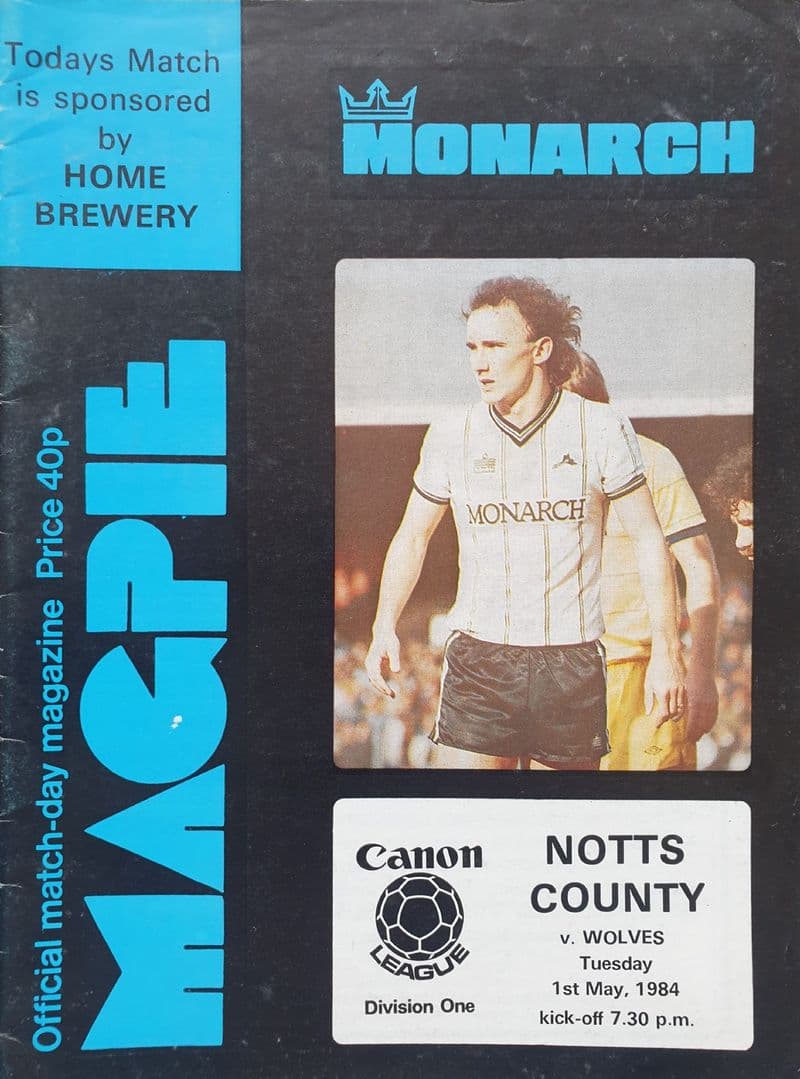 Todays Match
is sponsored
by
HOME
BREWERY
MONARCH
Official match-day magazine Price 40p
MAGPIE
MONARCH
Canon
LEAGUE
Division One
NOTTS
COUNTY
v. WOLVES
Tuesday
1st May, 1984
kick-off 7.30 p.m.